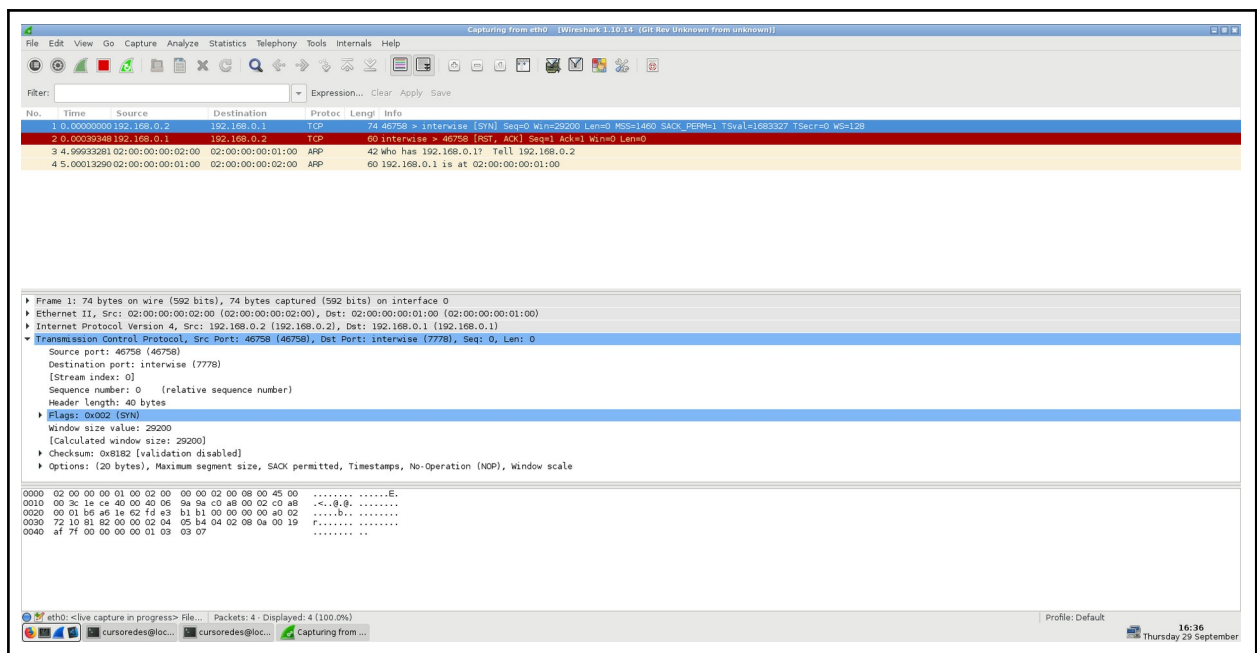 Capturing from eth0 [Wireshark 1.10.14 (Git Rev Unknown from unknown)]
File Edit View Go Capture Analyze Statistics Telephony Tools Internals Help
Filter: Expression... Clear Apply Save
No. Time Source Destination Protoc Lengt Info
1 0.00000000 192.168.0.2 192.168.0.1 TCP 74 46758 > interwise [SYN] Seq=0 Win=29200 Len=0 MSS=1460 SACK_PERM=1 TSval=1683327 TSecr=0 WS=128
2 0.00039348 192.168.0.1 192.168.0.2 TCP 60 interwise > 46758 [RST, ACK] Seq=1 Ack=1 Win=0 Len=0
3 4.99933281 02:00:00:00:02:00 02:00:00:00:01:00 ARP 42 Who has 192.168.0.1? Tell 192.168.0.2
4 5.00013290 02:00:00:00:01:00 02:00:00:00:02:00 ARP 60 192.168.0.1 is at 02:00:00:00:01:00
Frame 1: 74 bytes on wire (592 bits), 74 bytes captured (592 bits) on interface 0
Ethernet II, Src: 02:00:00:00:02:00 (02:00:00:00:02:00), Dst: 02:00:00:00:01:00 (02:00:00:00:01:00)
Internet Protocol Version 4, Src: 192.168.0.2 (192.168.0.2), Dst: 192.168.0.1 (192.168.0.1)
Transmission Control Protocol, Src Port: 46758 (46758), Dst Port: interwise (7778), Seq: 0, Len: 0
Source port: 46758 (46758)
Destination port: interwise (7778)
[Stream index: 0]
Sequence number: 0 (relative sequence number)
Header length: 40 bytes
Flags: 0x002 (SYN)
Window size value: 29200
[Calculated window size: 29200]
Checksum: 0x8182 [validation disabled]
Options: (20 bytes), Maximum segment size, SACK permitted, Timestamps, No-Operation (NOP), Window scale
0000 02 00 00 00 01 00 02 00 00 00 02 00 08 00 45 00 ........ ......E.
0010 00 3c 1e ce 40 00 40 06 9a 9a c0 a8 00 02 c0 a8 .<..@.@. ........
0020 00 01 b6 a6 1e 62 fd e3 b1 b1 00 00 00 00 a0 02 .....b.. ........
0030 72 10 81 82 00 00 02 04 05 b4 04 02 08 0a 00 19 r....... ........
0040 af 7f 00 00 00 00 01 03 03 07 ........ ..
eth0: <live capture in progress> File... Packets: 4 · Displayed: 4 (100.0%) Profile: Default
cursoredes@loc... cursoredes@loc... Capturing from ... 16:36
Thursday 29 September